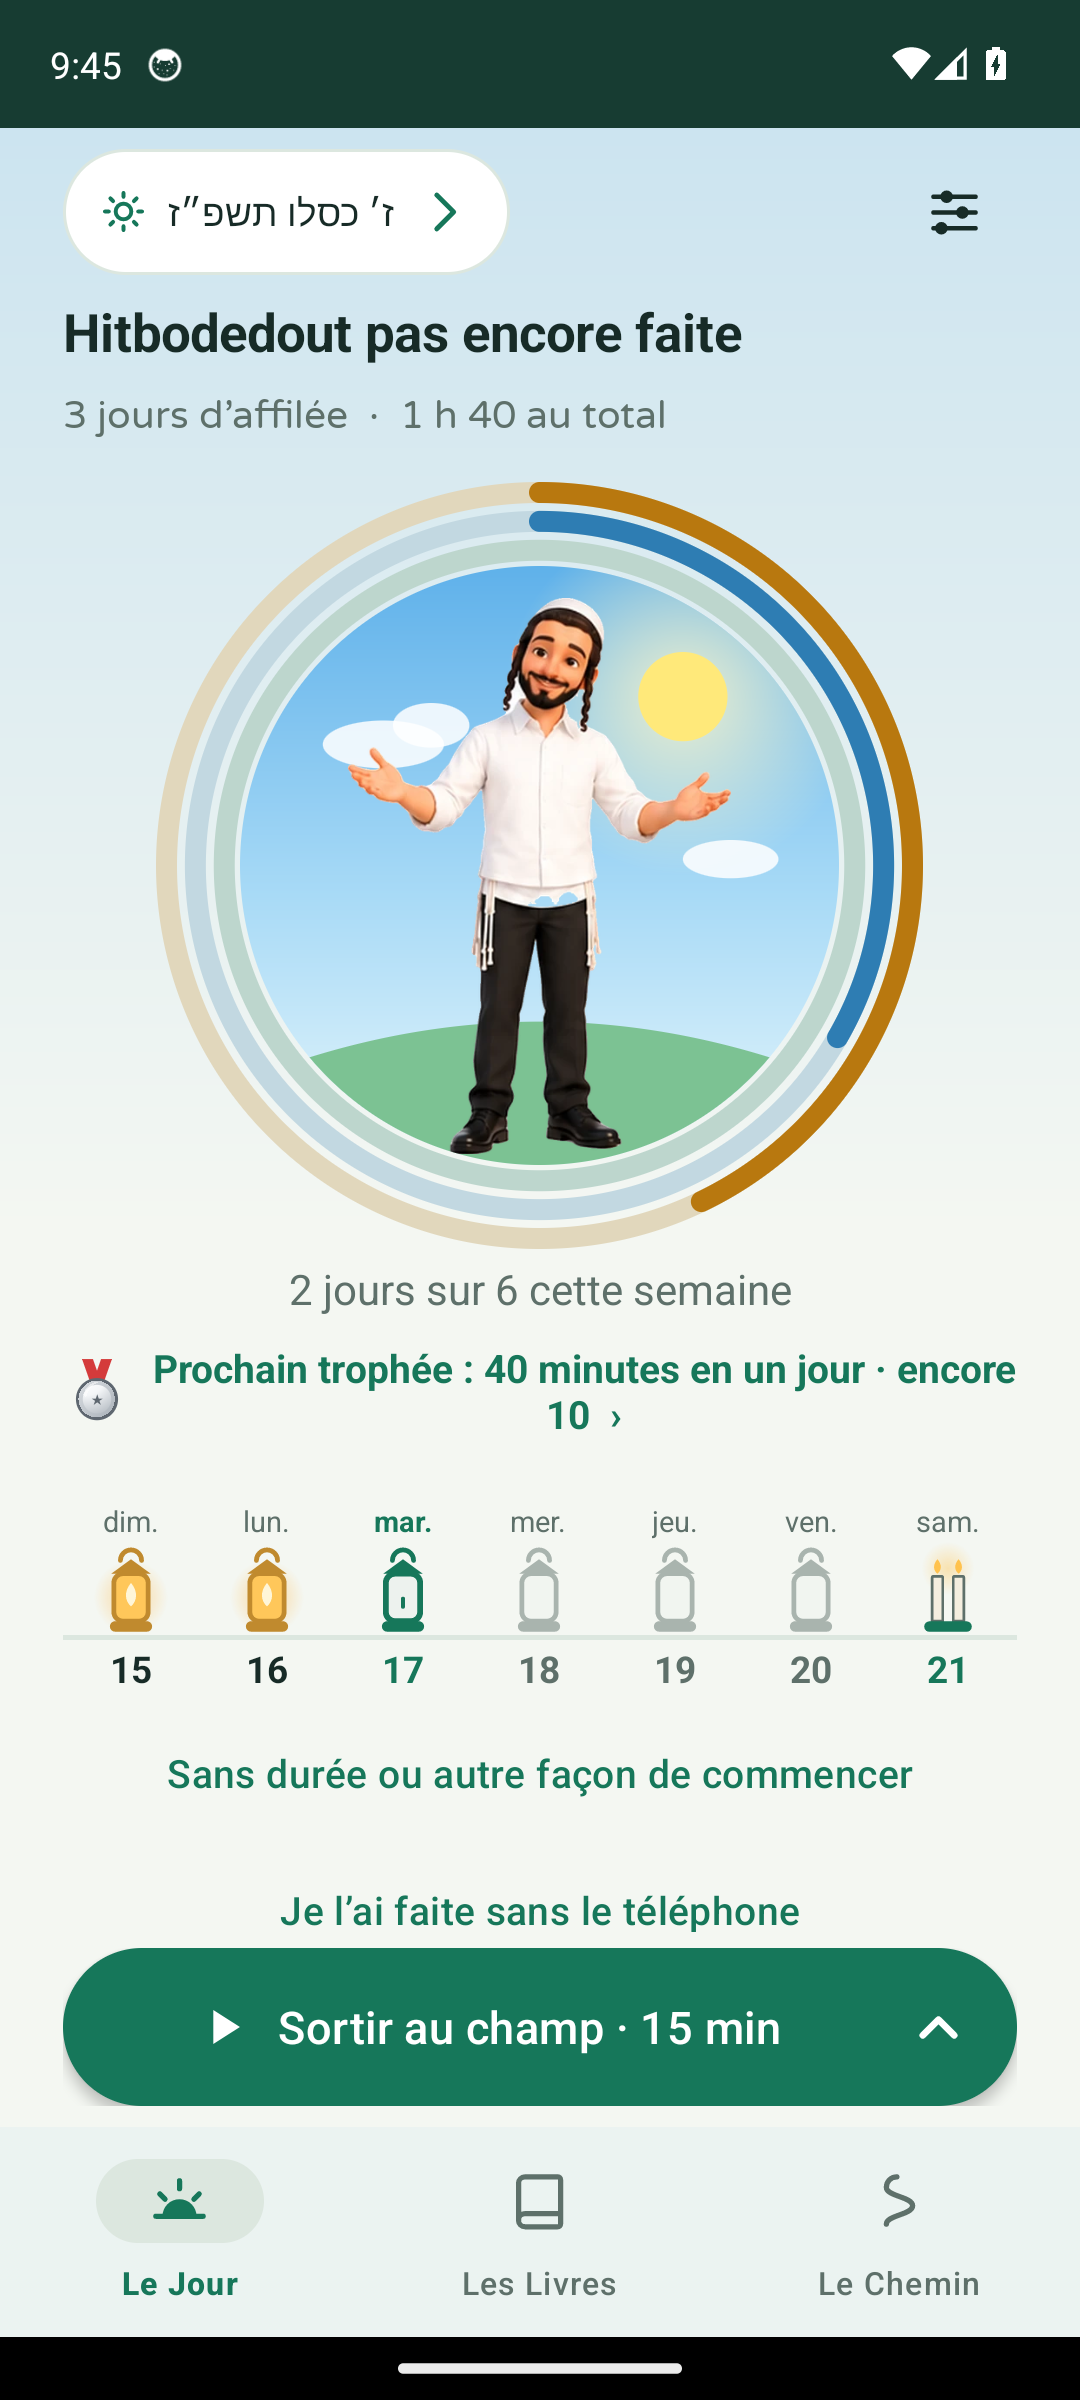 9:45
ז׳ כסלו תשפ״ז
Hitbodedout pas encore faite
3 jours d’affilée · 1 h 40 au total
2 jours sur 6 cette semaine
Prochain trophée : 40 minutes en un jour · encore
10 ›
dim. lun. mar. mer. jeu. ven. sam.
15 16 17 18 19 20 21
Sans durée ou autre façon de commencer
Je l’ai faite sans le téléphone
Sortir au champ · 15 min
Le Jour Les Livres Le Chemin